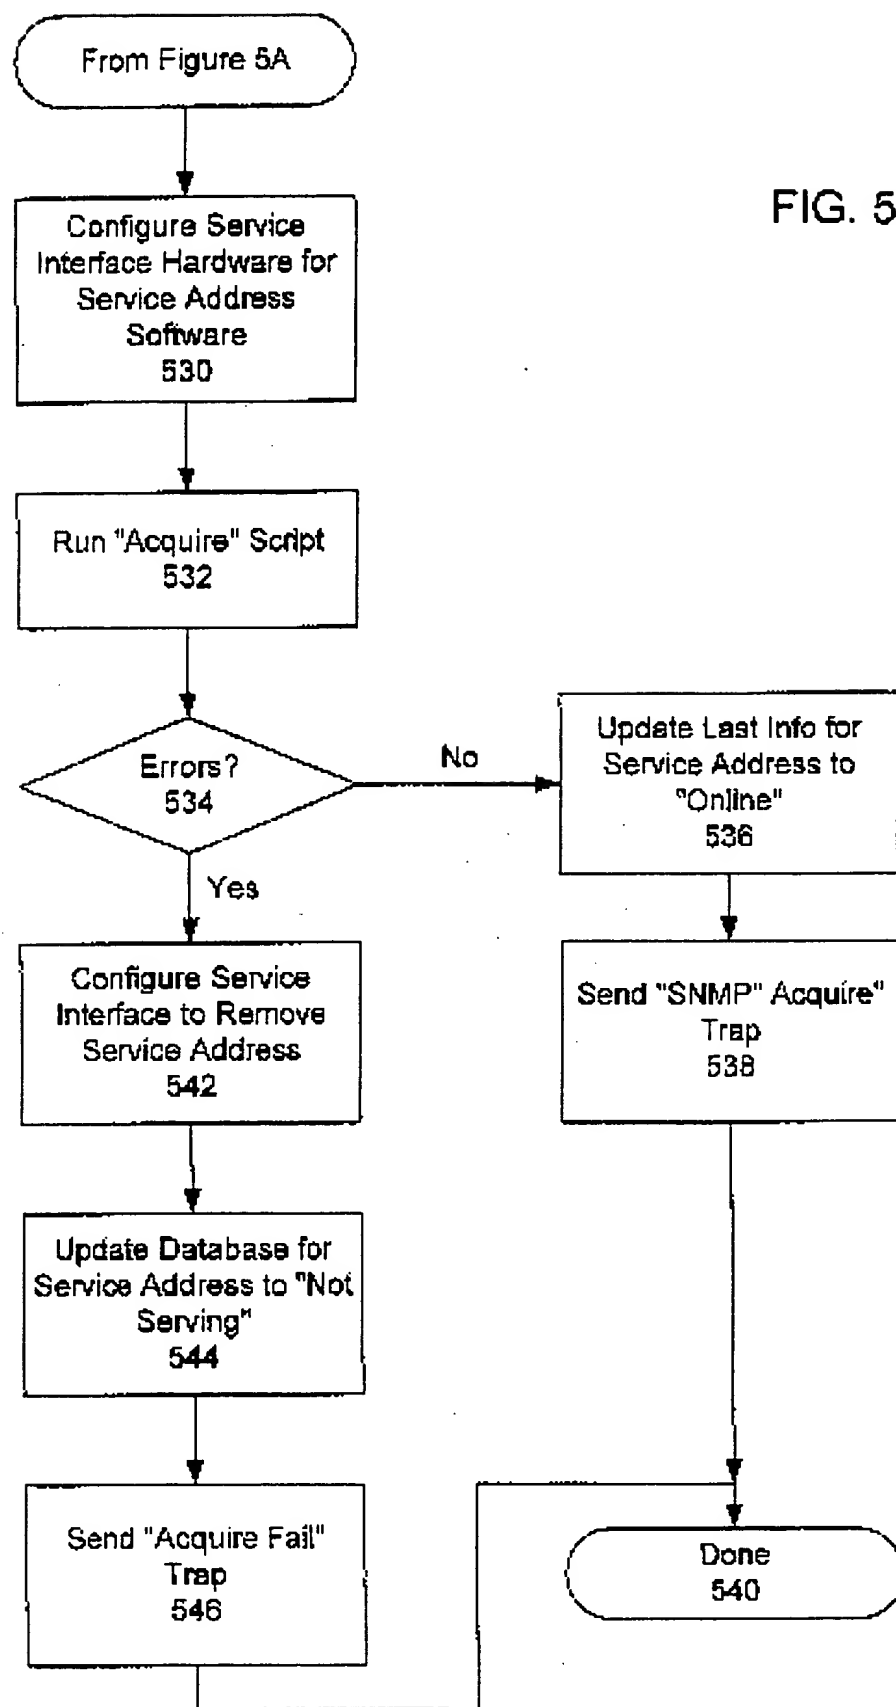 From Figure 5A
FIG. 5
Configure Service
Interface Hardware for
Service Address
Software
530
Run "Acquire" Script
532
Errors?
534
No
Yes
Update Last Info for
Service Address to
"Online"
536
Send "SNMP" Acquire"
Trap
538
Configure Service
Interface to Remove
Service Address
542
Update Database for
Service Address to "Not
Serving"
544
Send "Acquire Fail"
Trap
546
Done
540